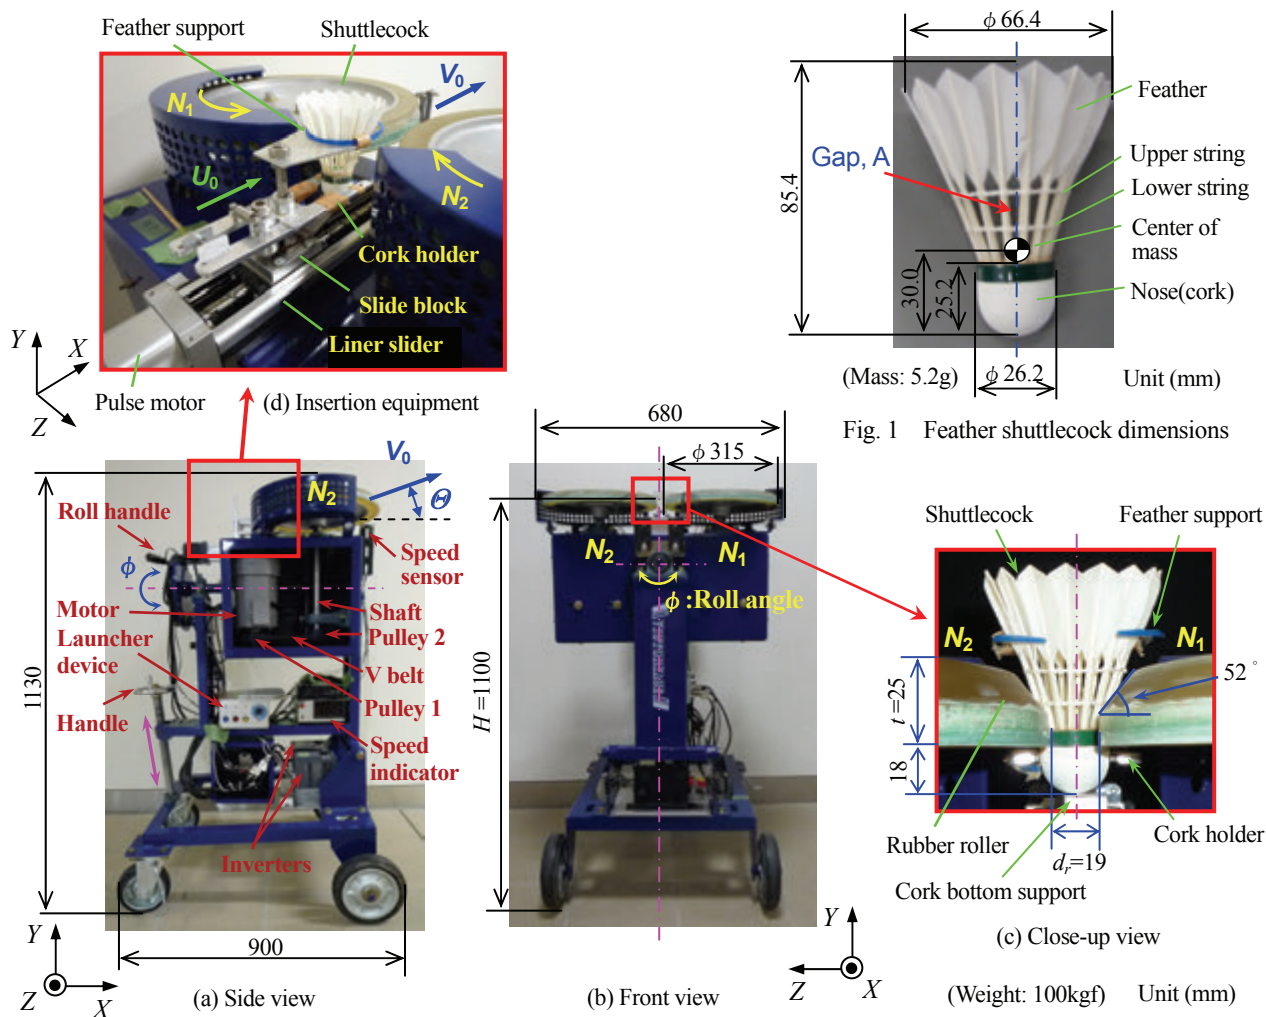 Feather support
Shuttlecock
V0
N1
U0
N2
Cork holder
Slide block
Liner slider
Y
X
Z
Pulse motor
(d) Insertion equipment
ϕ 66.4
85.4
Feather
Upper string
Gap, A
Lower string
Center of
mass
30.0
25.2
Nose(cork)
(Mass: 5.2g)
ϕ 26.2
Unit (mm)
Fig. 1 Feather shuttlecock dimensions
V0
N2
Θ
Roll handle
Speed
sensor
ϕ
Motor
Shaft
Launcher
device
Pulley 2
V belt
1130
Handle
Pulley 1
Speed
indicator
Inverters
900
Y
Z
X
(a) Side view
680
ϕ 315
N2
N1
ϕ :Roll angle
H =1100
Y
Z
X
(b) Front view
Shuttlecock
Feather support
N2
N1
52°
t =25
18
Rubber roller
Cork holder
dr=19
Cork bottom support
(c) Close-up view
(Weight: 100kgf)
Unit (mm)